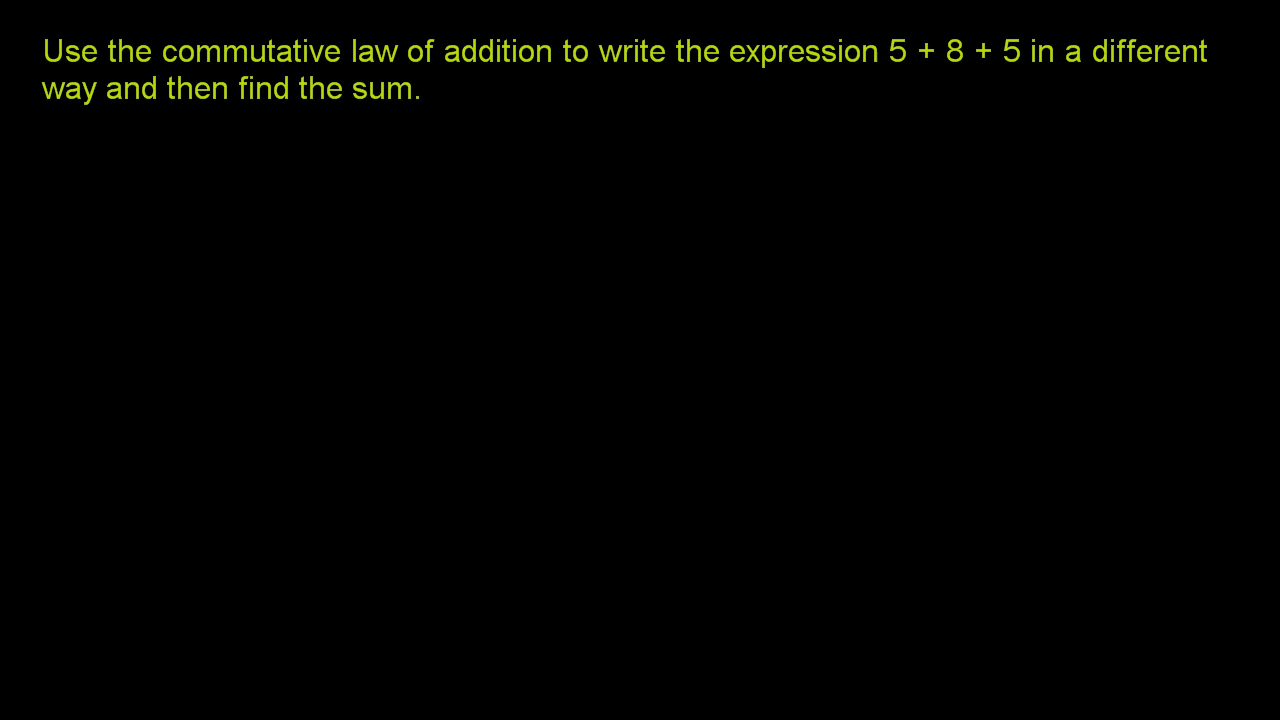 Use the commutative law of addition to write the expression 5 + 8 + 5 in a different
way and then find the sum.